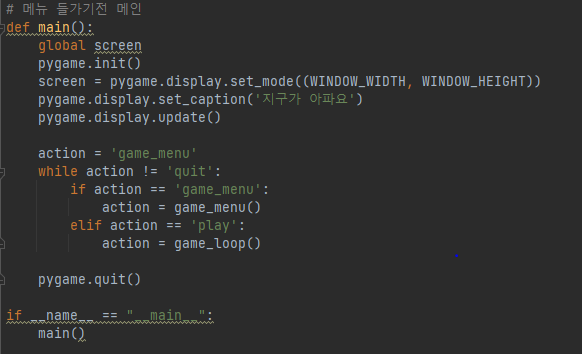 # 메뉴 들가기전 메인
def main():
    global screen
    pygame.init()
    screen = pygame.display.set_mode((WINDOW_WIDTH, WINDOW_HEIGHT))
    pygame.display.set_caption('지구가 아파요')
    pygame.display.update()

    action = 'game_menu'
    while action != 'quit':
        if action == 'game_menu':
            action = game_menu()
        elif action == 'play':
            action = game_loop()

    pygame.quit()

if __name__ == "__main__":
    main()